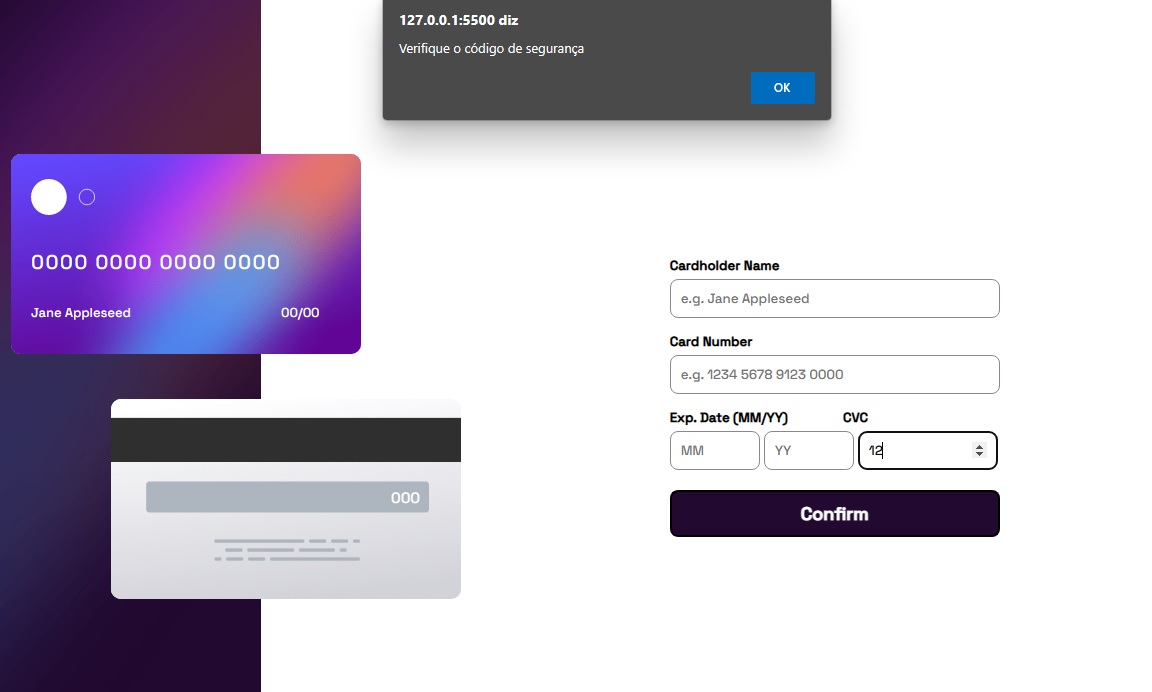 127.0.0.1:5500 diz
Verifique o código de segurança
OK
0000 0000 0000 0000
Jane Appleseed 00/00
000
Cardholder Name
e.g. Jane Appleseed
Card Number
e.g. 1234 5678 9123 0000
Exp. Date (MM/YY) CVC
MM YY 12
Confirm